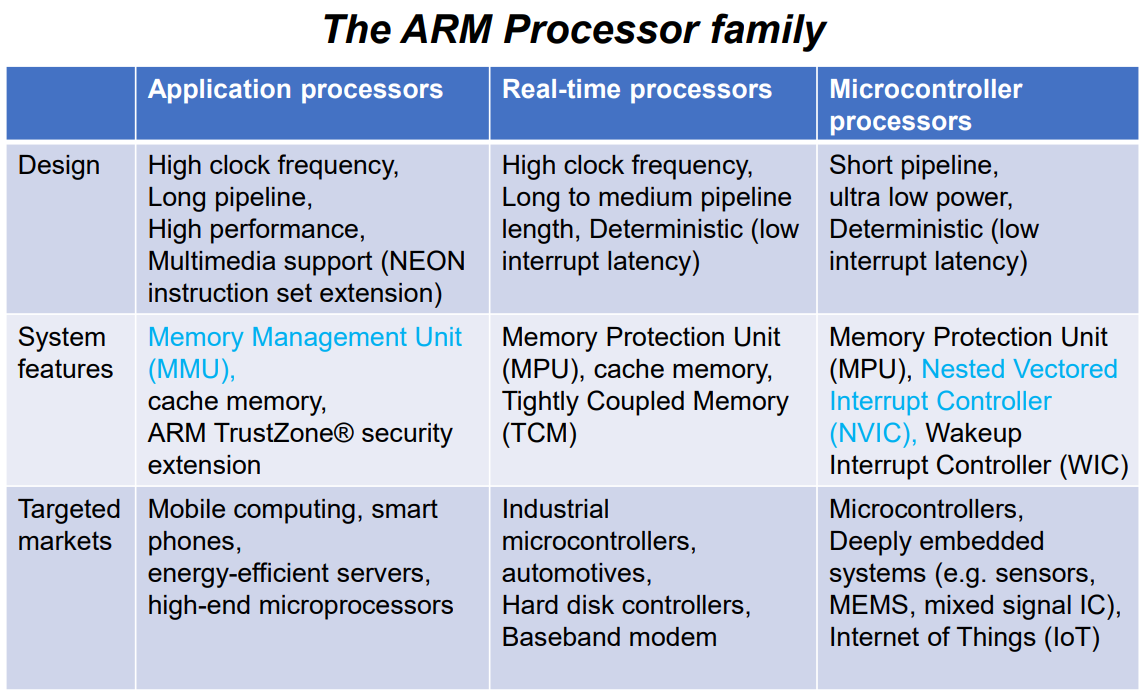 The ARM Processor family
Application processors
Real-time processors
Microcontroller
processors
Design
High clock frequency,
Long pipeline,
High performance,
Multimedia support (NEON
instruction set extension)
High clock frequency,
Long to medium pipeline
length, Deterministic (low
interrupt latency)
Short pipeline,
ultra low power,
Deterministic (low
interrupt latency)
System
features
Memory Management Unit
(MMU),
cache memory,
ARM TrustZone® security
extension
Memory Protection Unit
(MPU), cache memory,
Tightly Coupled Memory
(TCM)
Memory Protection Unit
(MPU), Nested Vectored
Interrupt Controller
(NVIC), Wakeup
Interrupt Controller (WIC)
Targeted
markets
Mobile computing, smart
phones,
energy-efficient servers,
high-end microprocessors
Industrial
microcontrollers,
automotives,
Hard disk controllers,
Baseband modem
Microcontrollers,
Deeply embedded
systems (e.g. sensors,
MEMS, mixed signal IC),
Internet of Things (IoT)